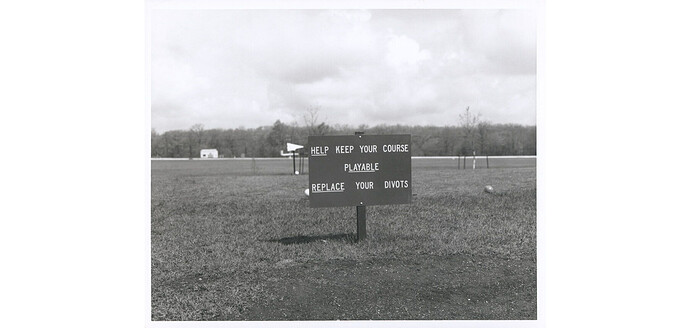 HELP KEEP YOUR COURSE
PLAYABLE
REPLACE YOUR DIVOTS